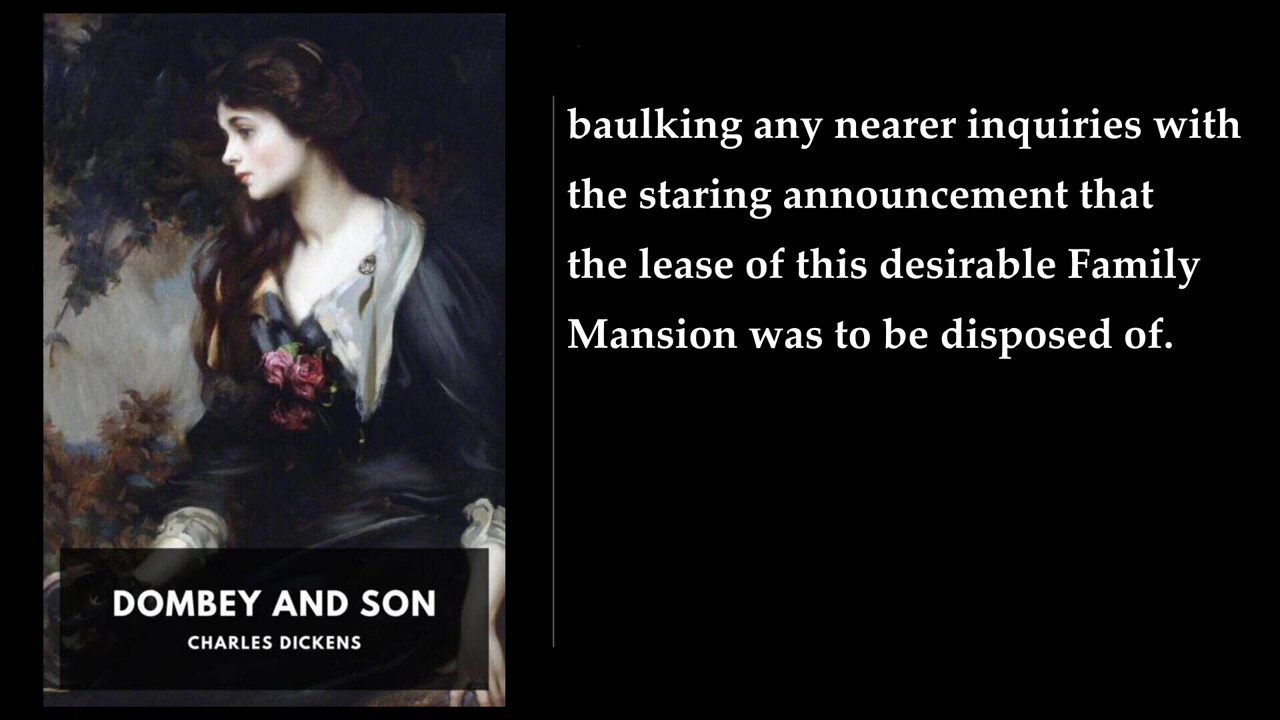 baulking any nearer inquiries with
the staring announcement that
the lease of this desirable Family
Mansion was to be disposed of.
DOMBEY AND SON
CHARLES DICKENS